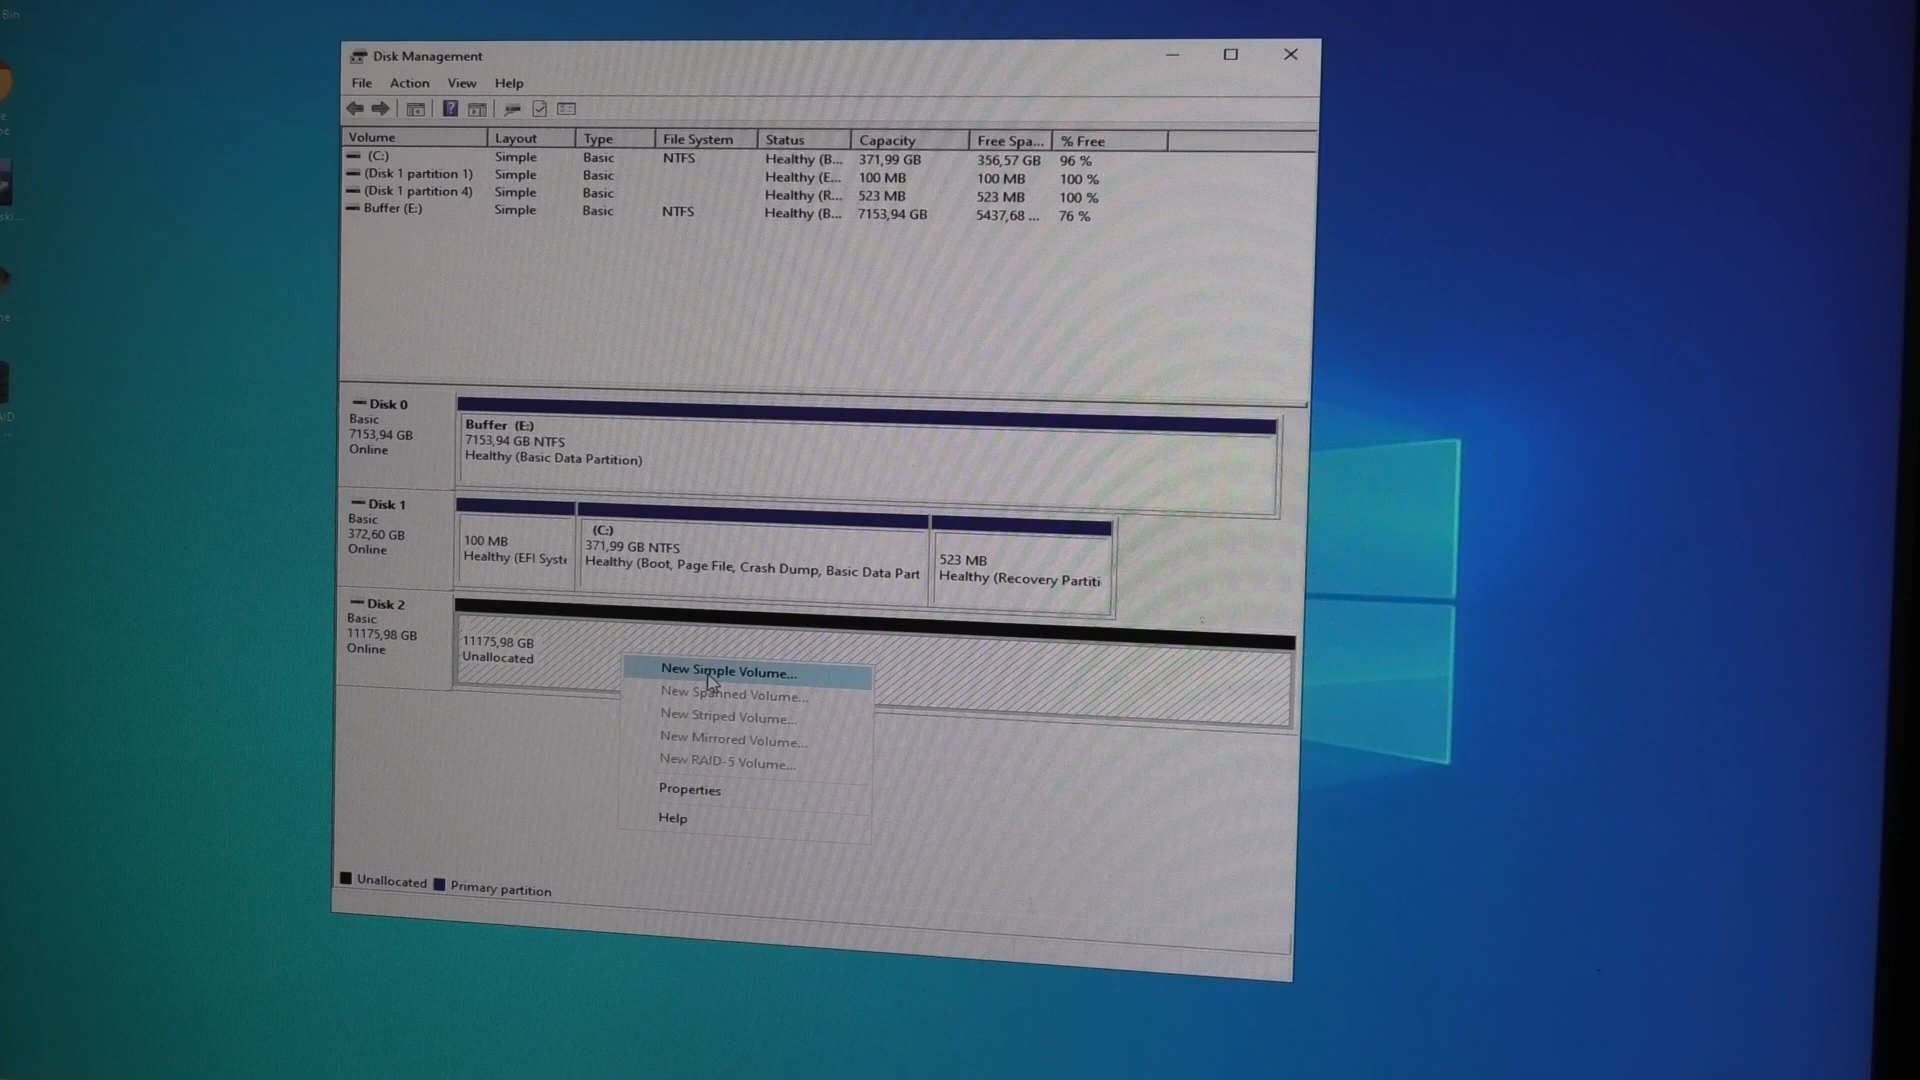 Bin
Disk Management
File Action View Help
Volume Layout Type File System Status Capacity Free Spa... % Free
(C:) Simple Basic NTFS Healthy (B... 371,99 GB 356,57 GB 96 %
(Disk 1 partition 1) Simple Basic Healthy (E... 100 MB 100 MB 100 %
(Disk 1 partition 4) Simple Basic Healthy (R... 523 MB 523 MB 100 %
Buffer (E:) Simple Basic NTFS Healthy (B... 7153,94 GB 5437,68 ... 76 %
Disk 0
Basic
7153,94 GB
Online
Buffer (E:)
7153,94 GB NTFS
Healthy (Basic Data Partition)
Disk 1
Basic
372,60 GB
Online
100 MB
Healthy (EFI Syste
(C:)
371,99 GB NTFS
Healthy (Boot, Page File, Crash Dump, Basic Data Part
523 MB
Healthy (Recovery Partiti
Disk 2
Basic
11175,98 GB
Online
11175,98 GB
Unallocated
New Simple Volume...
New Spanned Volume...
New Striped Volume...
New Mirrored Volume...
New RAID-5 Volume...
Properties
Help
Unallocated Primary partition